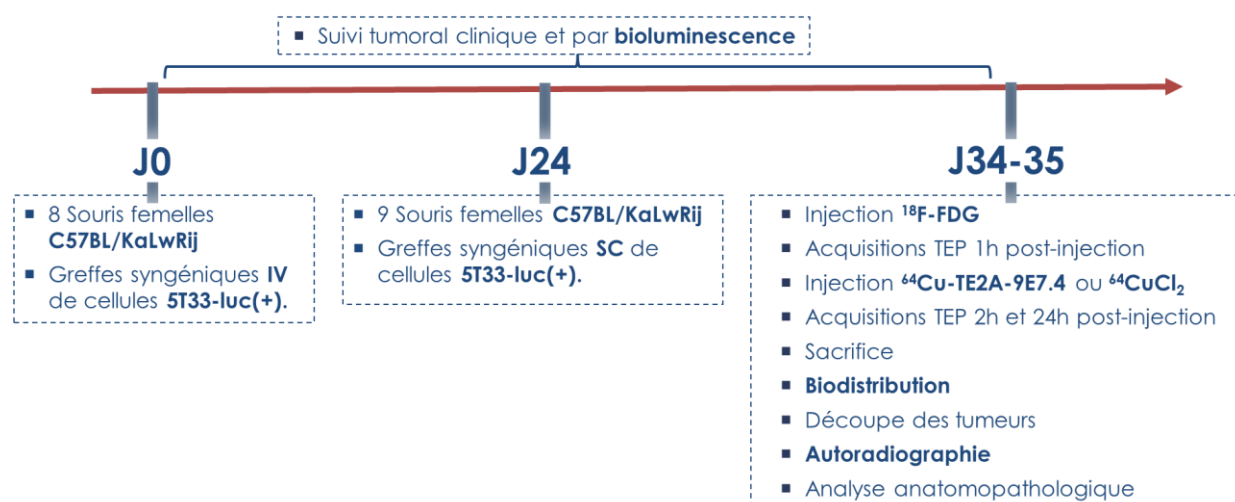 ▪ Suivi tumoral clinique et par bioluminescence
J0
J24
J34-35
▪ 8 Souris femelles
C57BL/KaLwRij
▪ Greffes syngéniques IV
de cellules 5T33-luc(+).
▪ 9 Souris femelles C57BL/KaLwRij
▪ Greffes syngéniques SC de
cellules 5T33-luc(+).
▪ Injection ¹⁸F-FDG
▪ Acquisitions TEP 1h post-injection
▪ Injection ⁶⁴Cu-TE2A-9E7.4 ou ⁶⁴CuCl₂
▪ Acquisitions TEP 2h et 24h post-injection
▪ Sacrifice
▪ Biodistribution
▪ Découpe des tumeurs
▪ Autoradiographie
▪ Analyse anatomopathologique